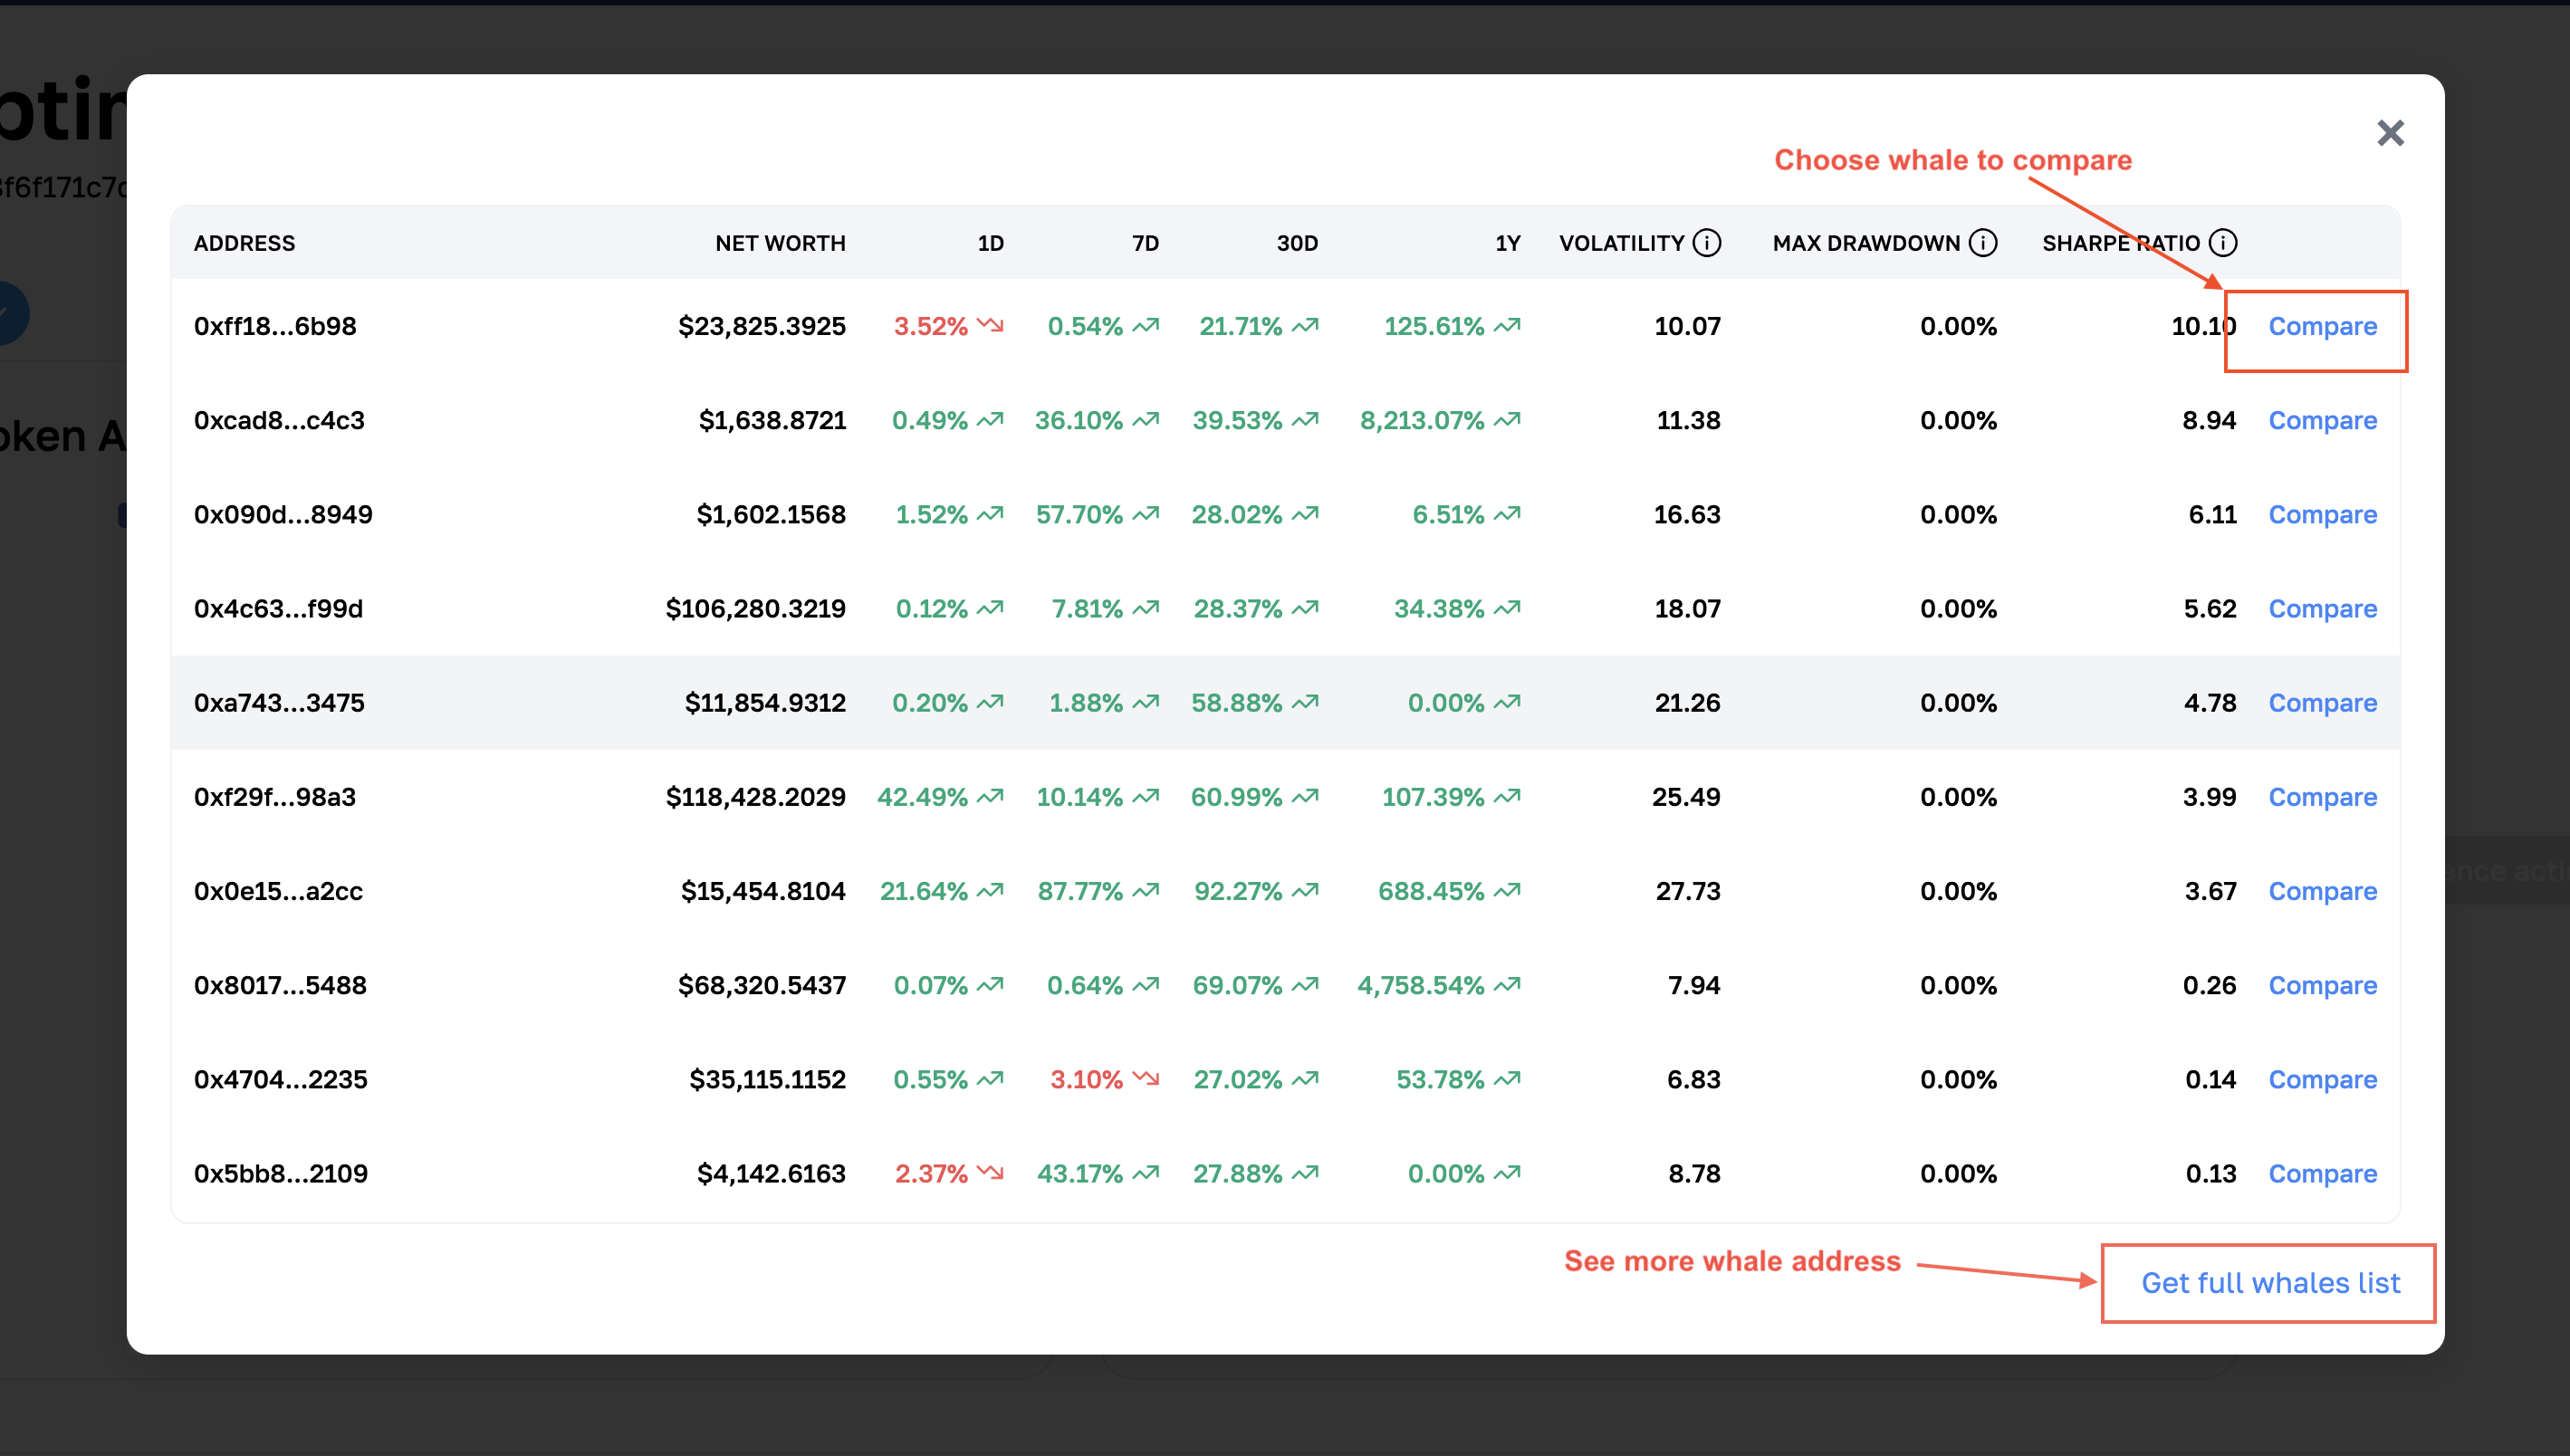 ptin
3f6f171c7c
Choose whale to compare
ADDRESS NET WORTH 1D 7D 30D 1Y VOLATILITY MAX DRAWDOWN SHARPE RATIO
0xff18...6b98 $23,825.3925 3.52% 0.54% 21.71% 125.61% 10.07 0.00% 10.10 Compare
0xcad8...c4c3 $1,638.8721 0.49% 36.10% 39.53% 8,213.07% 11.38 0.00% 8.94 Compare
oken A
0x090d...8949 $1,602.1568 1.52% 57.70% 28.02% 6.51% 16.63 0.00% 6.11 Compare
0x4c63...f99d $106,280.3219 0.12% 7.81% 28.37% 34.38% 18.07 0.00% 5.62 Compare
0xa743...3475 $11,854.9312 0.20% 1.88% 58.88% 0.00% 21.26 0.00% 4.78 Compare
0xf29f...98a3 $118,428.2029 42.49% 10.14% 60.99% 107.39% 25.49 0.00% 3.99 Compare
ance acti
0x0e15...a2cc $15,454.8104 21.64% 87.77% 92.27% 688.45% 27.73 0.00% 3.67 Compare
0x8017...5488 $68,320.5437 0.07% 0.64% 69.07% 4,758.54% 7.94 0.00% 0.26 Compare
0x4704...2235 $35,115.1152 0.55% 3.10% 27.02% 53.78% 6.83 0.00% 0.14 Compare
0x5bb8...2109 $4,142.6163 2.37% 43.17% 27.88% 0.00% 8.78 0.00% 0.13 Compare
See more whale address
Get full whales list